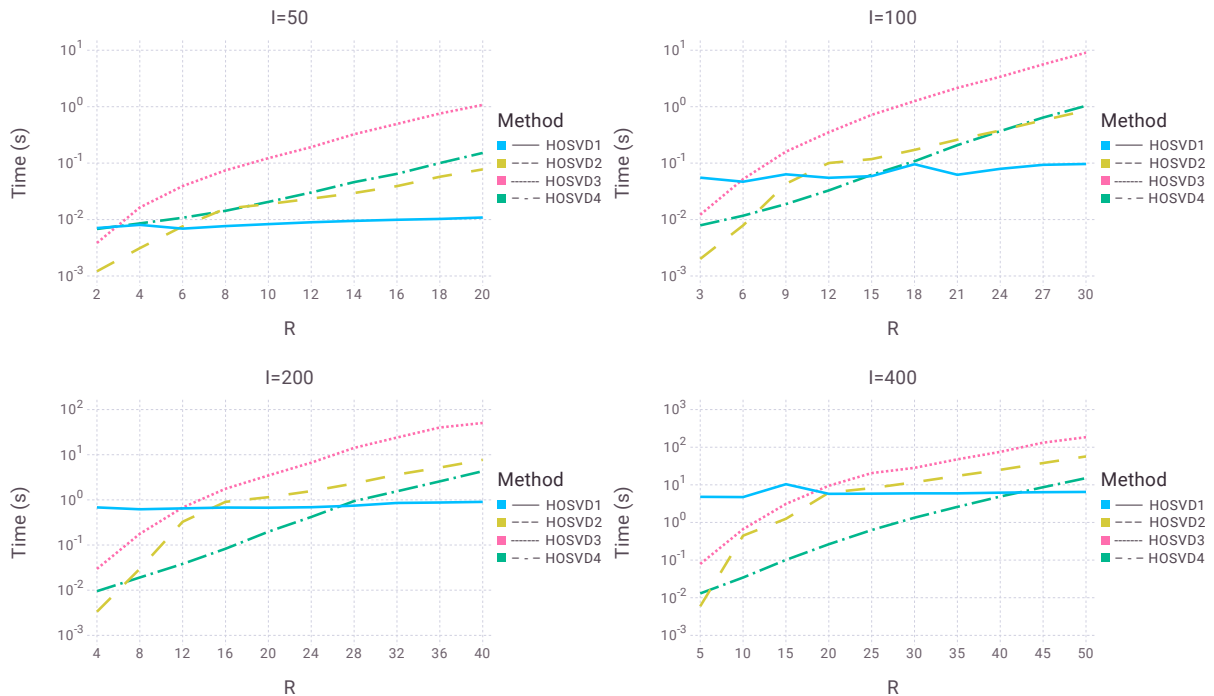 I=50
Time (s)
10^1
10^0
10^-1
10^-2
10^-3
2 4 6 8 10 12 14 16 18 20
R
Method
HOSVD1
HOSVD2
HOSVD3
HOSVD4
I=100
Time (s)
10^1
10^0
10^-1
10^-2
10^-3
3 6 9 12 15 18 21 24 27 30
R
Method
HOSVD1
HOSVD2
HOSVD3
HOSVD4
I=200
Time (s)
10^2
10^1
10^0
10^-1
10^-2
10^-3
4 8 12 16 20 24 28 32 36 40
R
Method
HOSVD1
HOSVD2
HOSVD3
HOSVD4
I=400
Time (s)
10^3
10^2
10^1
10^0
10^-1
10^-2
10^-3
5 10 15 20 25 30 35 40 45 50
R
Method
HOSVD1
HOSVD2
HOSVD3
HOSVD4